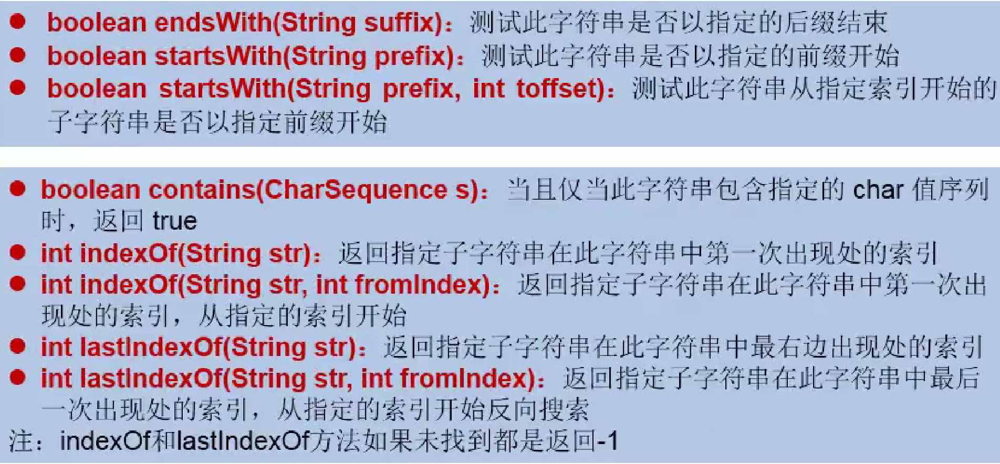 ● boolean endsWith(String suffix)：测试此字符串是否以指定的后缀结束
● boolean startsWith(String prefix)：测试此字符串是否以指定的前缀开始
● boolean startsWith(String prefix, int toffset)：测试此字符串从指定索引开始的
子字符串是否以指定前缀开始
● boolean contains(CharSequence s)：当且仅当此字符串包含指定的 char 值序列
时，返回 true
● int indexOf(String str)：返回指定子字符串在此字符串中第一次出现处的索引
● int indexOf(String str, int fromIndex)：返回指定子字符串在此字符串中第一次出
现处的索引，从指定的索引开始
● int lastIndexOf(String str)：返回指定子字符串在此字符串中最右边出现处的索引
● int lastIndexOf(String str, int fromIndex)：返回指定子字符串在此字符串中最后
一次出现处的索引，从指定的索引开始反向搜索
注：indexOf和lastIndexOf方法如果未找到都是返回-1